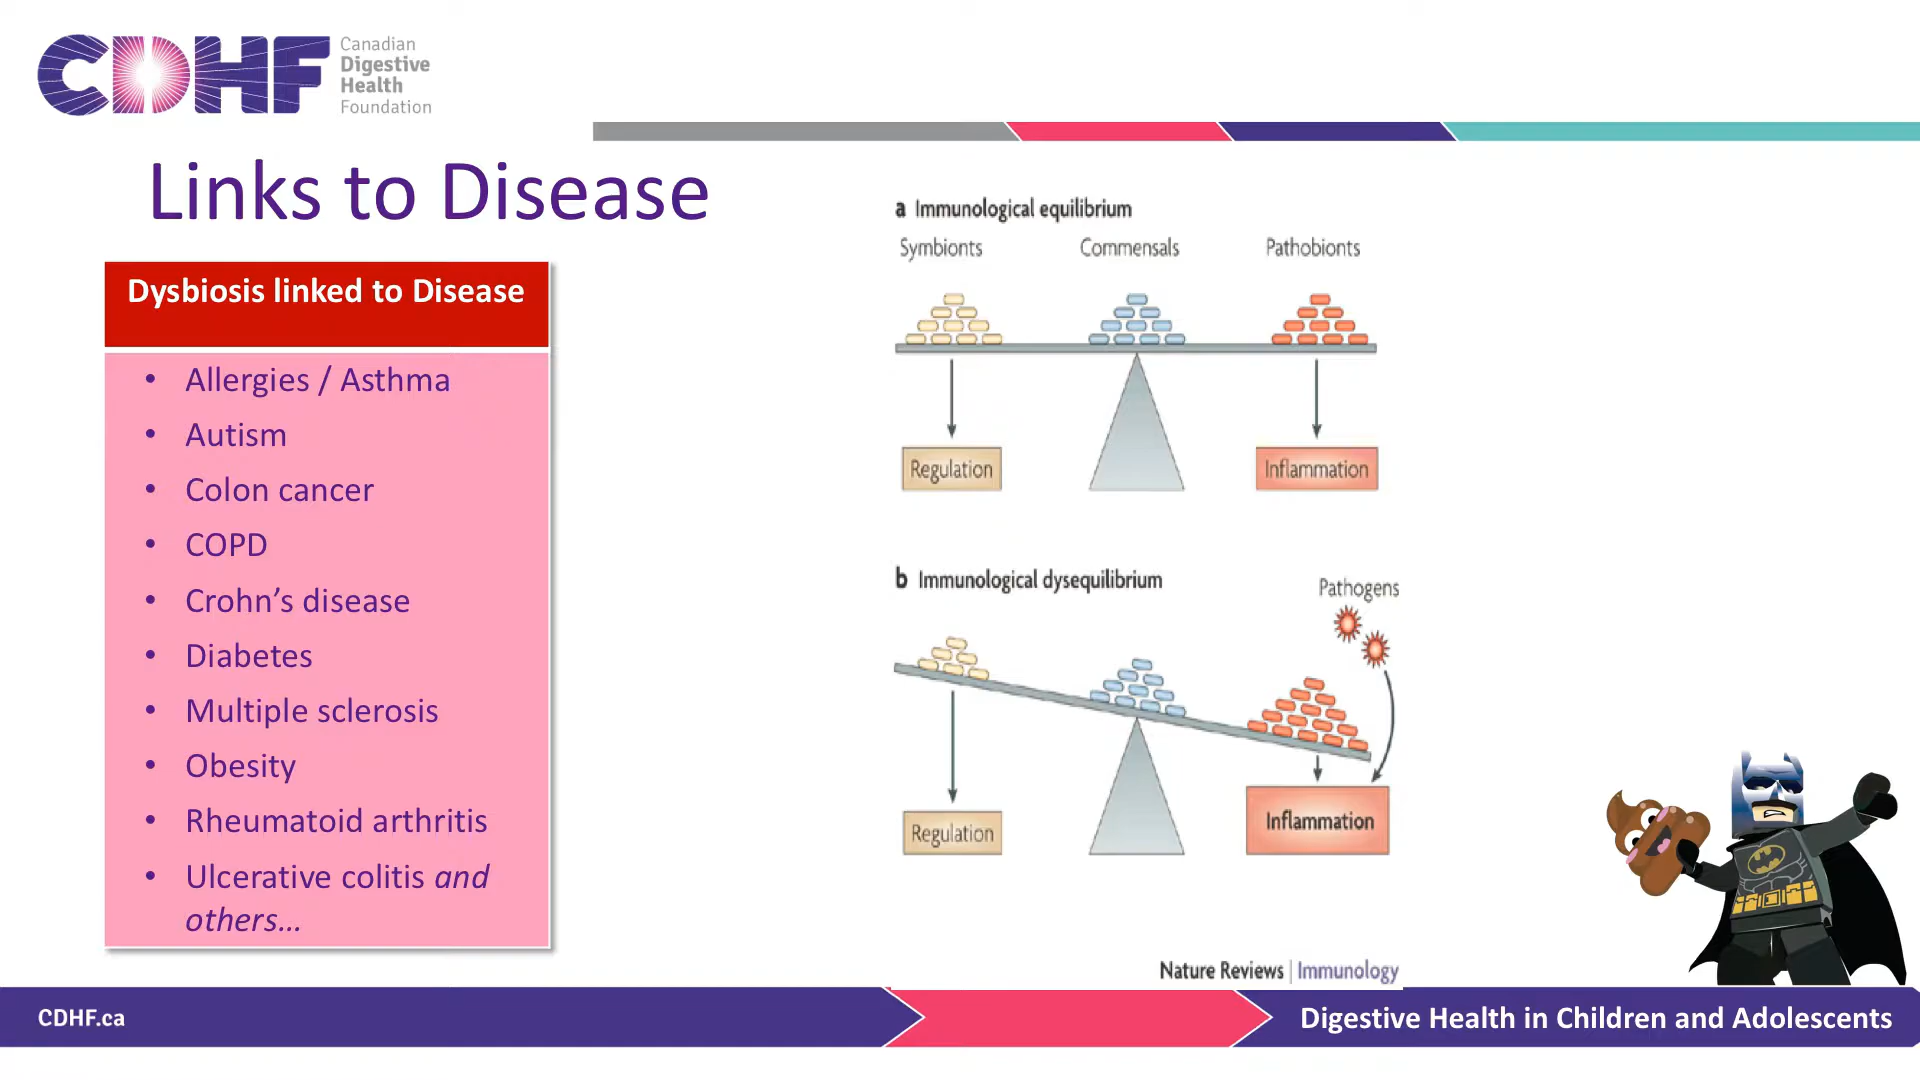 CDHF
Canadian
Digestive
Health
Foundation
Links to Disease
Dysbiosis linked to Disease
• Allergies / Asthma
• Autism
• Colon cancer
• COPD
• Crohn’s disease
• Diabetes
• Multiple sclerosis
• Obesity
• Rheumatoid arthritis
• Ulcerative colitis and
others...
a Immunological equilibrium
Symbionts Commensals Pathobionts
Regulation Inflammation
b Immunological dysequilibrium
Pathogens
Regulation Inflammation
Nature Reviews | Immunology
CDHF.ca
Digestive Health in Children and Adolescents